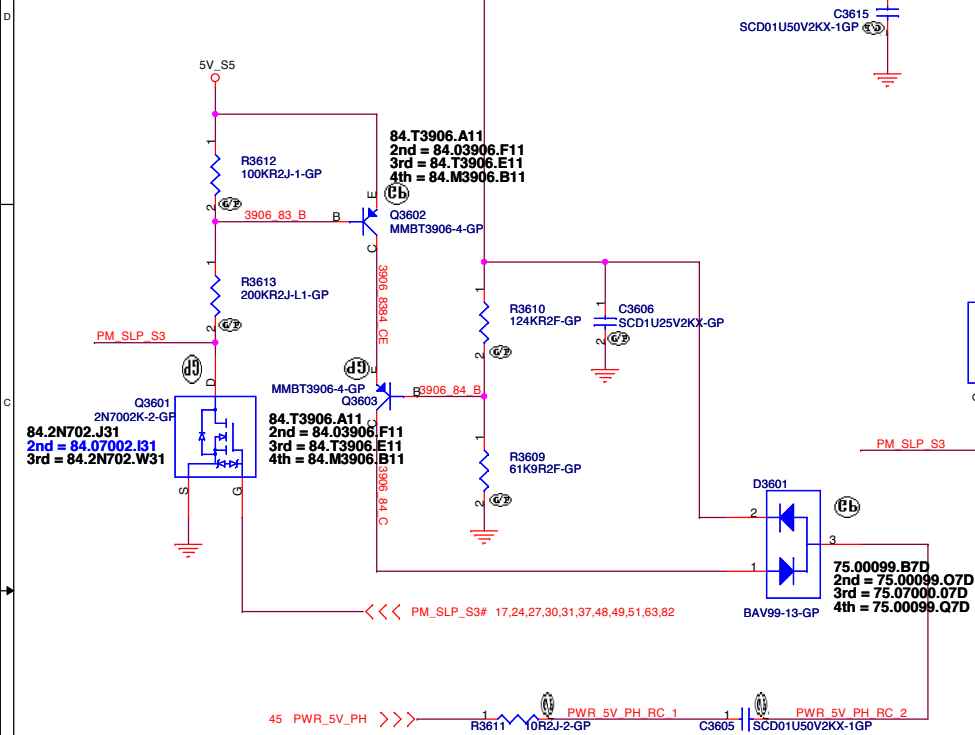 D
C3615
SCD01U50V2KX-1GP
5V_S5
84.T3906.A11
2nd = 84.03906.F11
3rd = 84.T3906.E11
4th = 84.M3906.B11
1
R3612
100KR2J-1-GP
2
G/P
3906_83_B
B
E
Q3602
MMBT3906-4-GP
C
1
R3613
200KR2J-L1-GP
2
G/P
3906_8384_CE
PM_SLP_S3
1
R3610
124KR2F-GP
2
G/P
1
C3606
SCD1U25V2KX-GP
2
G/P
D
E
MMBT3906-4-GP
Q3603
B
3906_84_B
C
C
Q3601
2N7002K-2-GP
84.2N702.J31
2nd = 84.07002.I31
3rd = 84.2N702.W31
84.T3906.A11
2nd = 84.03906.F11
3rd = 84.T3906.E11
4th = 84.M3906.B11
PM_SLP_S3
1
R3609
61K9R2F-GP
2
G/P
3906_84_C
S
G
D3601
2
3
1
75.00099.B7D
2nd = 75.00099.O7D
3rd = 75.07000.07D
4th = 75.00099.Q7D
BAV99-13-GP
PM_SLP_S3# 17,24,27,30,31,37,48,49,51,63,82
45 PWR_5V_PH
1
R3611
10R2J-2-GP
PWR_5V_PH_RC_1
1
C3605
SCD01U50V2KX-1GP
PWR_5V_PH_RC_2